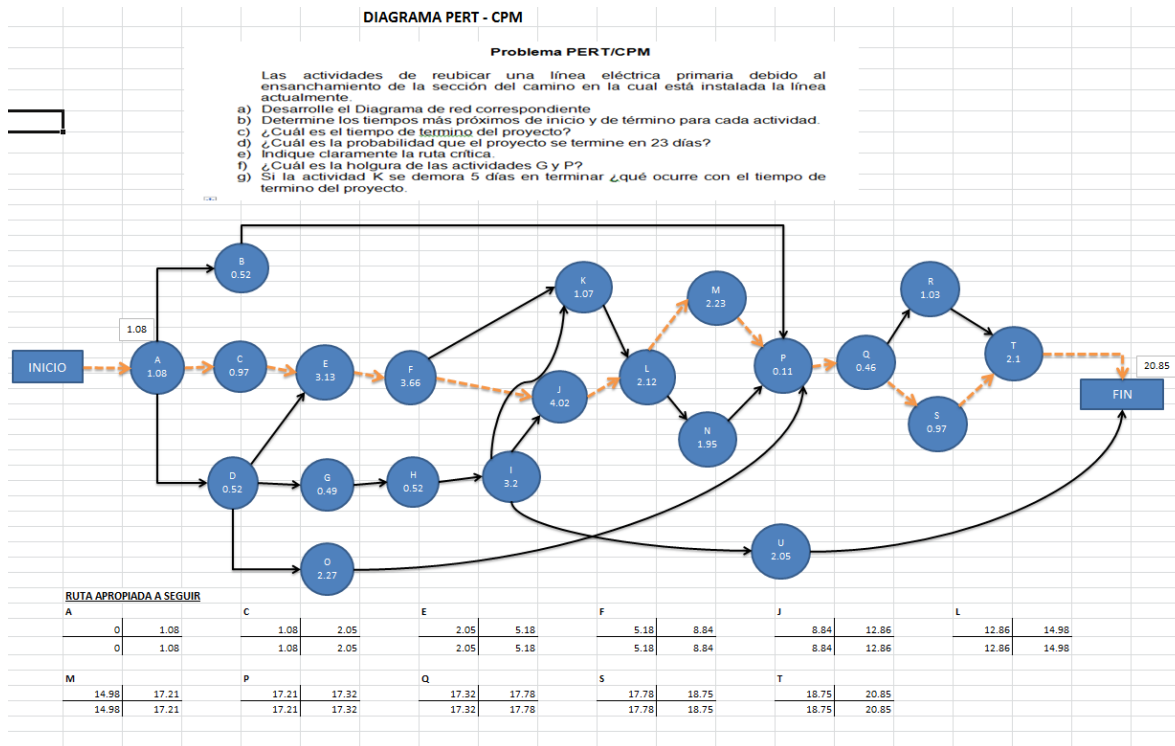 DIAGRAMA PERT - CPM
Problema PERT/CPM
Las actividades de reubicar una línea eléctrica primaria debido al
ensanchamiento de la sección del camino en la cual está instalada la línea
actualmente.
a) Desarrolle el Diagrama de red correspondiente
b) Determine los tiempos más próximos de inicio y de término para cada actividad.
c) ¿Cuál es el tiempo de termino del proyecto?
d) ¿Cuál es la probabilidad que el proyecto se termine en 23 días?
e) Indique claramente la ruta crítica.
f) ¿Cuál es la holgura de las actividades G y P?
g) Si la actividad K se demora 5 días en terminar ¿qué ocurre con el tiempo de
termino del proyecto.
B
0.52
K
1.07
M
2.23
R
1.03
1.08
INICIO
A
1.08
C
0.97
E
3.13
F
3.66
J
4.02
L
2.12
P
0.11
Q
0.46
T
2.1
20.85
FIN
N
1.95
S
0.97
D
0.52
G
0.49
H
0.52
I
3.2
O
2.27
U
2.05
RUTA APROPIADA A SEGUIR
A C E F J L
0 1.08 1.08 2.05 2.05 5.18 5.18 8.84 8.84 12.86 12.86 14.98
0 1.08 1.08 2.05 2.05 5.18 5.18 8.84 8.84 12.86 12.86 14.98
M P Q S T
14.98 17.21 17.21 17.32 17.32 17.78 17.78 18.75 18.75 20.85
14.98 17.21 17.21 17.32 17.32 17.78 17.78 18.75 18.75 20.85